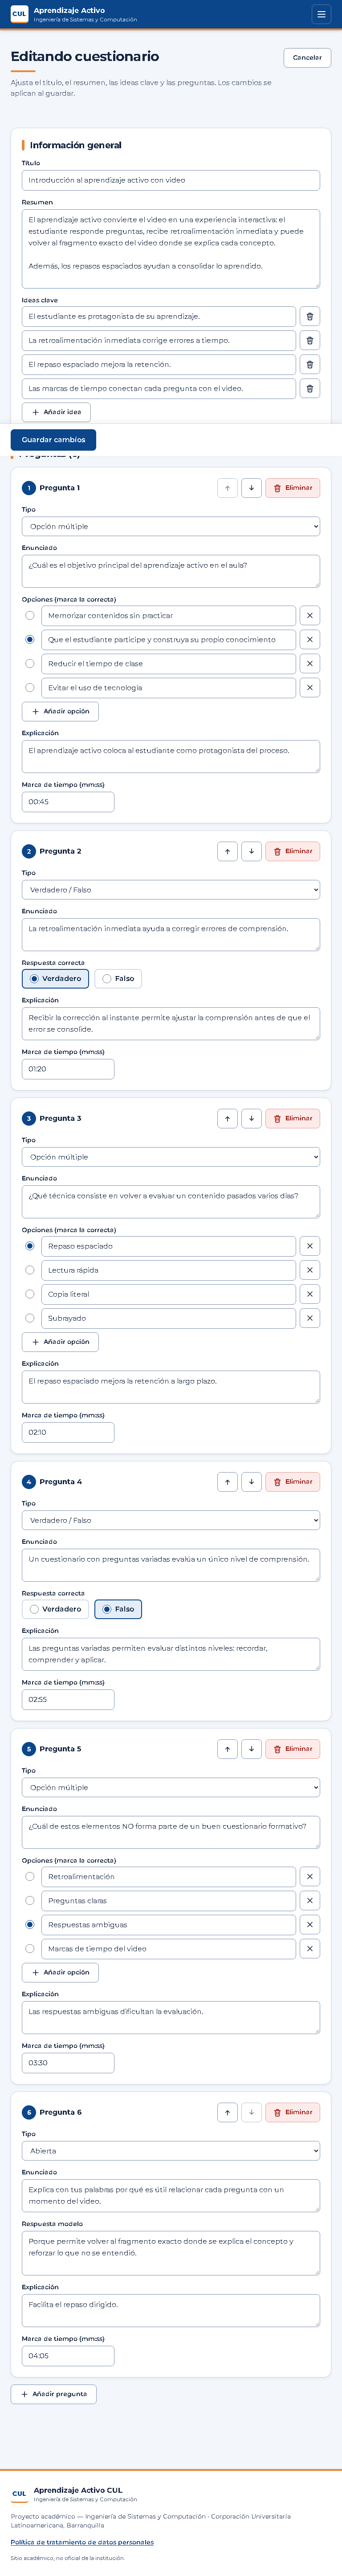 CUL
Aprendizaje Activo
Ingeniería de Sistemas y Computación
Editando cuestionario
Cancelar
Ajusta el título, el resumen, las ideas clave y las preguntas. Los cambios se
aplican al guardar.
Información general
Título
Introducción al aprendizaje activo con video
Resumen
El aprendizaje activo convierte el video en una experiencia interactiva: el
estudiante responde preguntas, recibe retroalimentación inmediata y puede
volver al fragmento exacto del video donde se explica cada concepto.
Además, los repasos espaciados ayudan a consolidar lo aprendido.
Ideas clave
El estudiante es protagonista de su aprendizaje.
La retroalimentación inmediata corrige errores a tiempo.
El repaso espaciado mejora la retención.
Las marcas de tiempo conectan cada pregunta con el video.
Añadir idea
Guardar cambios
1 Pregunta 1
Eliminar
Tipo
Opción múltiple
Enunciado
¿Cuál es el objetivo principal del aprendizaje activo en el aula?
Opciones (marca la correcta)
Memorizar contenidos sin practicar
Que el estudiante participe y construya su propio conocimiento
Reducir el tiempo de clase
Evitar el uso de tecnología
Añadir opción
Explicación
El aprendizaje activo coloca al estudiante como protagonista del proceso.
Marca de tiempo (mm:ss)
00:45
2 Pregunta 2
Eliminar
Tipo
Verdadero / Falso
Enunciado
La retroalimentación inmediata ayuda a corregir errores de comprensión.
Respuesta correcta
Verdadero
Falso
Explicación
Recibir la corrección al instante permite ajustar la comprensión antes de que el
error se consolide.
Marca de tiempo (mm:ss)
01:20
3 Pregunta 3
Eliminar
Tipo
Opción múltiple
Enunciado
¿Qué técnica consiste en volver a evaluar un contenido pasados varios días?
Opciones (marca la correcta)
Repaso espaciado
Lectura rápida
Copia literal
Subrayado
Añadir opción
Explicación
El repaso espaciado mejora la retención a largo plazo.
Marca de tiempo (mm:ss)
02:10
4 Pregunta 4
Eliminar
Tipo
Verdadero / Falso
Enunciado
Un cuestionario con preguntas variadas evalúa un único nivel de comprensión.
Respuesta correcta
Verdadero
Falso
Explicación
Las preguntas variadas permiten evaluar distintos niveles: recordar,
comprender y aplicar.
Marca de tiempo (mm:ss)
02:55
5 Pregunta 5
Eliminar
Tipo
Opción múltiple
Enunciado
¿Cuál de estos elementos NO forma parte de un buen cuestionario formativo?
Opciones (marca la correcta)
Retroalimentación
Preguntas claras
Respuestas ambiguas
Marcas de tiempo del video
Añadir opción
Explicación
Las respuestas ambiguas dificultan la evaluación.
Marca de tiempo (mm:ss)
03:30
6 Pregunta 6
Eliminar
Tipo
Abierta
Enunciado
Explica con tus palabras por qué es útil relacionar cada pregunta con un
momento del video.
Respuesta modelo
Porque permite volver al fragmento exacto donde se explica el concepto y
reforzar lo que no se entendió.
Explicación
Facilita el repaso dirigido.
Marca de tiempo (mm:ss)
04:05
Añadir pregunta
CUL
Aprendizaje Activo CUL
Ingeniería de Sistemas y Computación
Proyecto académico — Ingeniería de Sistemas y Computación · Corporación Universitaria
Latinoamericana, Barranquilla
Política de tratamiento de datos personales
Sitio académico, no oficial de la institución.